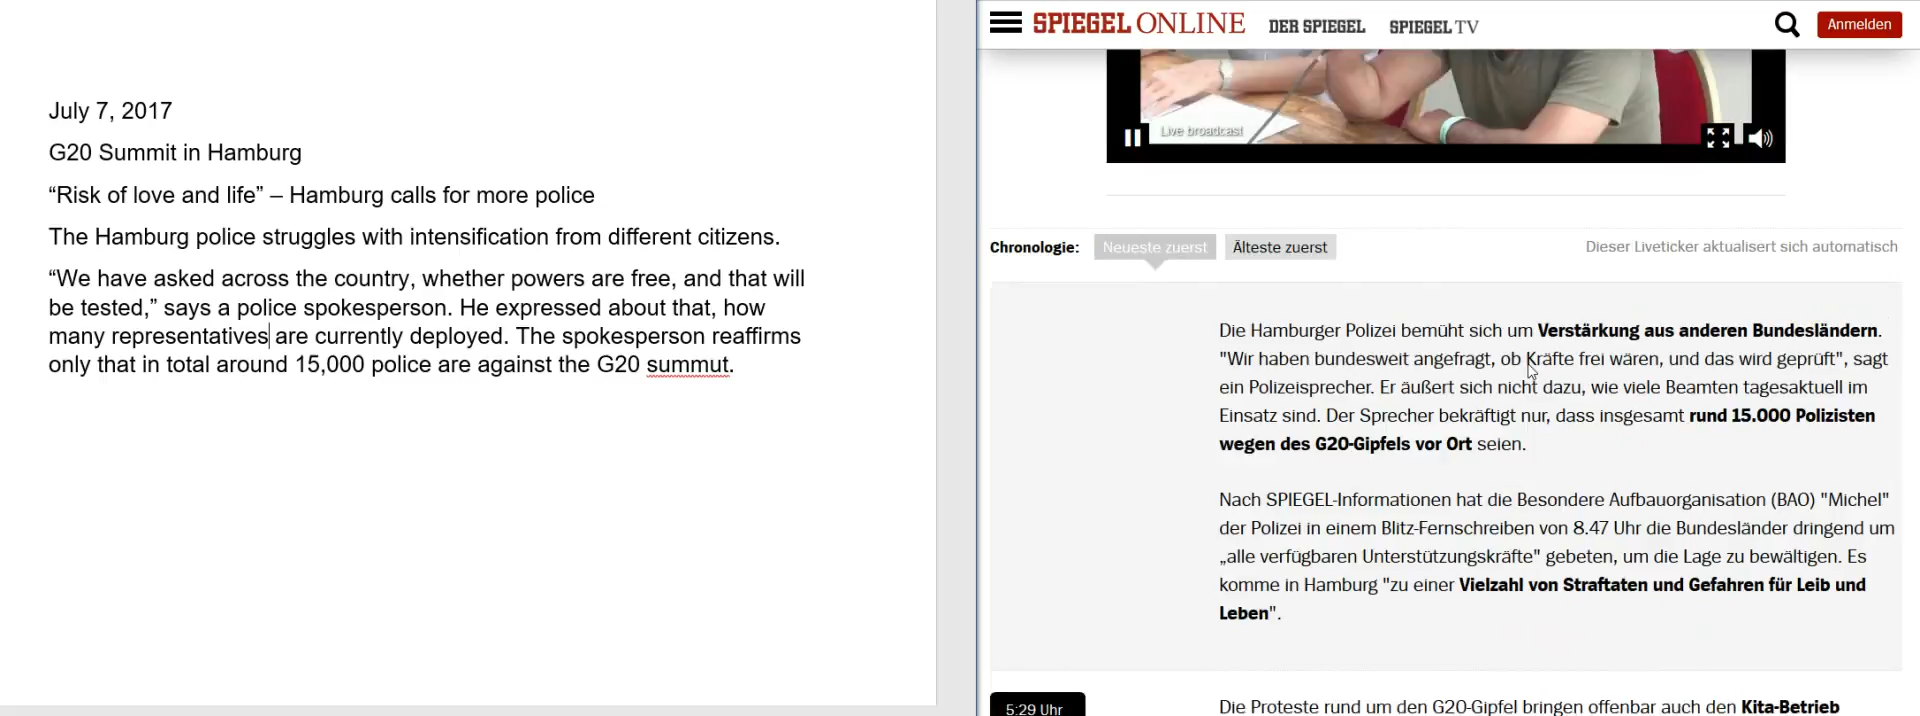 July 7, 2017
G20 Summit in Hamburg
“Risk of love and life” – Hamburg calls for more police
The Hamburg police struggles with intensification from different citizens.
“We have asked across the country, whether powers are free, and that will
be tested,” says a police spokesperson. He expressed about that, how
many representatives are currently deployed. The spokesperson reaffirms
only that in total around 15,000 police are against the G20 summut.
SPIEGEL ONLINE DER SPIEGEL SPIEGEL TV Anmelden
Live broadcast
Chronologie: Neueste zuerst Älteste zuerst Dieser Liveticker aktualisert sich automatisch
Die Hamburger Polizei bemüht sich um Verstärkung aus anderen Bundesländern.
"Wir haben bundesweit angefragt, ob Kräfte frei wären, und das wird geprüft", sagt
ein Polizeisprecher. Er äußert sich nicht dazu, wie viele Beamten tagesaktuell im
Einsatz sind. Der Sprecher bekräftigt nur, dass insgesamt rund 15.000 Polizisten
wegen des G20-Gipfels vor Ort seien.
Nach SPIEGEL-Informationen hat die Besondere Aufbauorganisation (BAO) "Michel"
der Polizei in einem Blitz-Fernschreiben von 8.47 Uhr die Bundesländer dringend um
„alle verfügbaren Unterstützungskräfte" gebeten, um die Lage zu bewältigen. Es
komme in Hamburg "zu einer Vielzahl von Straftaten und Gefahren für Leib und
Leben".
5:29 Uhr
Die Proteste rund um den G20-Gipfel bringen offenbar auch den Kita-Betrieb